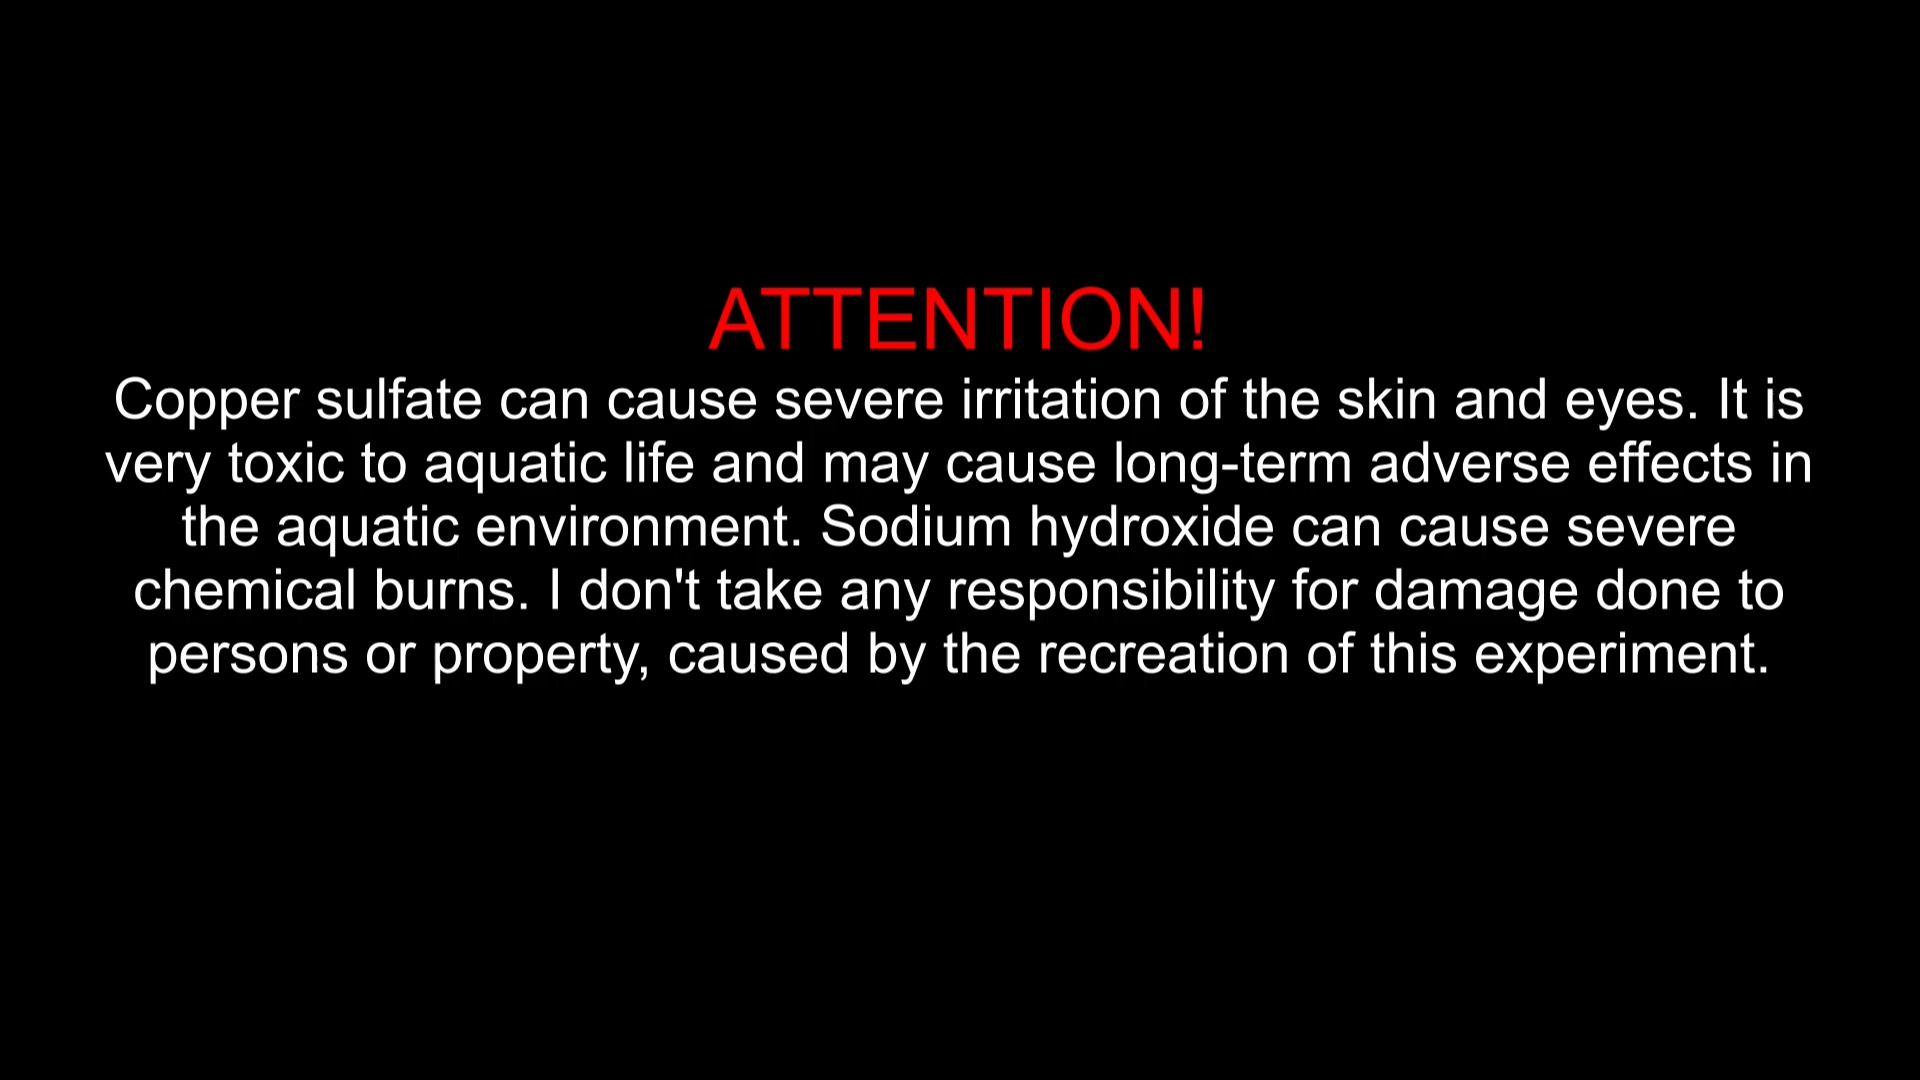 ATTENTION!
Copper sulfate can cause severe irritation of the skin and eyes. It is
very toxic to aquatic life and may cause long-term adverse effects in
the aquatic environment. Sodium hydroxide can cause severe
chemical burns. I don't take any responsibility for damage done to
persons or property, caused by the recreation of this experiment.